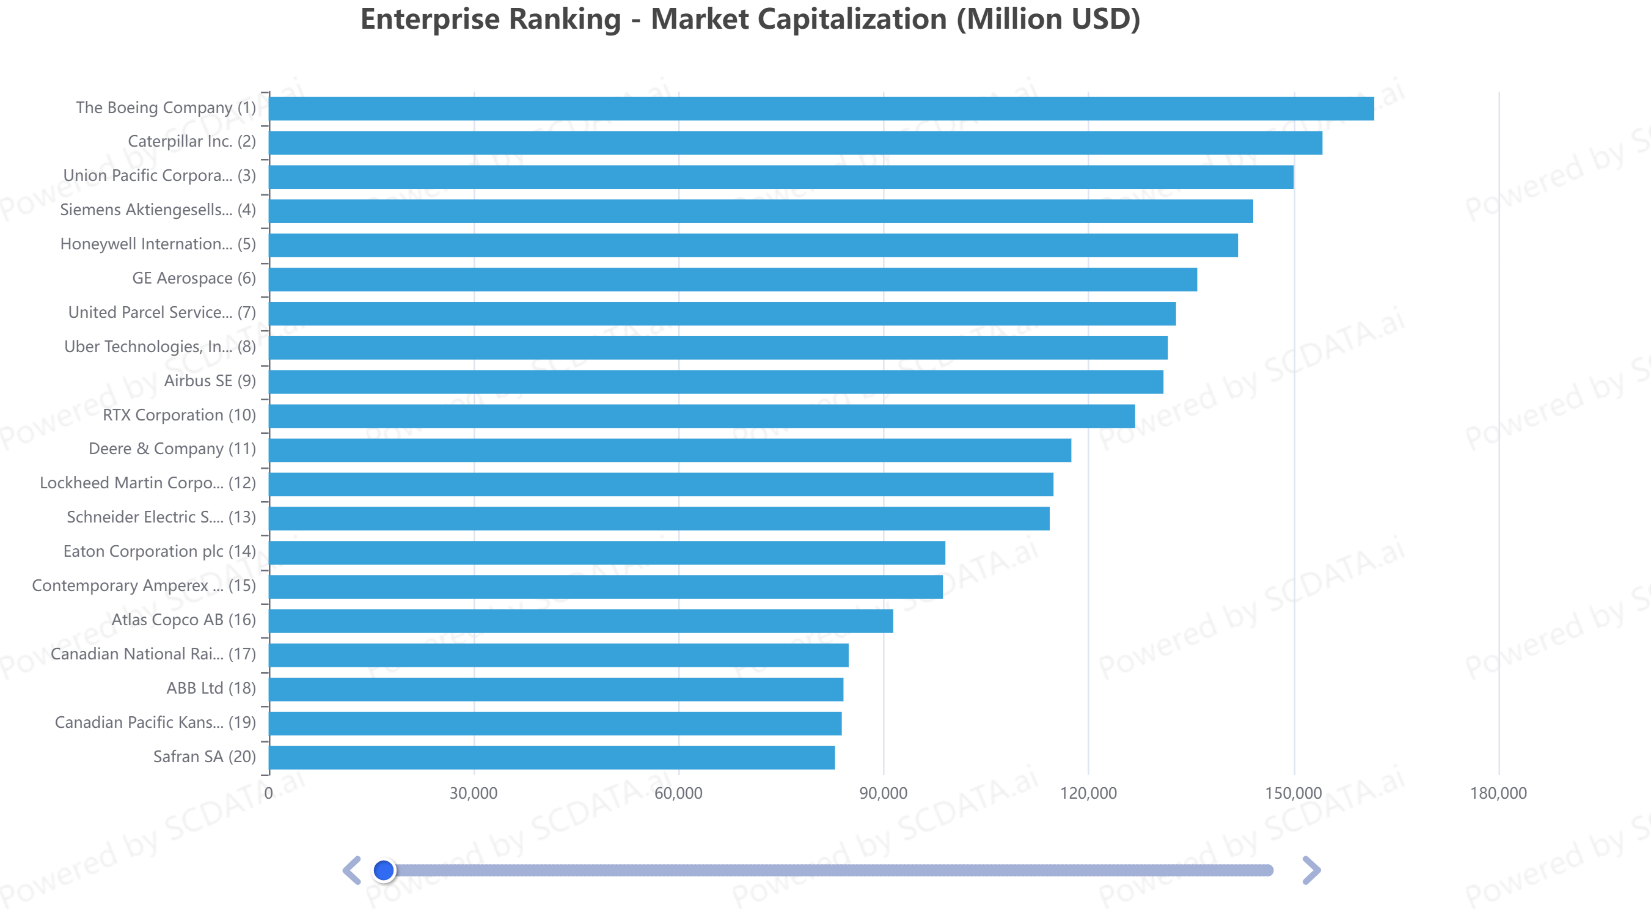 Enterprise Ranking - Market Capitalization (Million USD)
The Boeing Company (1)
Caterpillar Inc. (2)
Union Pacific Corpora... (3)
Siemens Aktiengesells... (4)
Honeywell Internation... (5)
GE Aerospace (6)
United Parcel Service... (7)
Uber Technologies, In... (8)
Airbus SE (9)
RTX Corporation (10)
Deere & Company (11)
Lockheed Martin Corpo... (12)
Schneider Electric S.... (13)
Eaton Corporation plc (14)
Contemporary Amperex ... (15)
Atlas Copco AB (16)
Canadian National Rai... (17)
ABB Ltd (18)
Canadian Pacific Kans... (19)
Safran SA (20)
0 30,000 60,000 90,000 120,000 150,000 180,000
Powered by SCDATA.ai